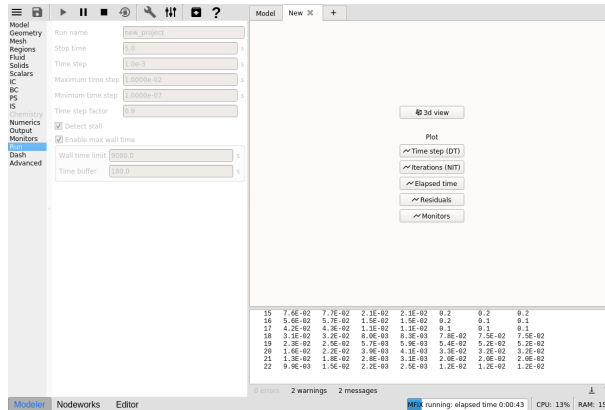 Model
Geometry
Mesh
Regions
Fluid
Solids
Scalars
IC
BC
PS
IS
Chemistry
Numerics
Output
Monitors
Run
Dash
Advanced
Run name new_project
Stop time 5.0 s
Time step 1.0e-3 s
Maximum time step 1.0000e-02 s
Minimum time step 1.0000e-07 s
Time step factor 0.9
Detect stall
Enable max wall time
Wall time limit 9000.0 s
Time buffer 180.0 s
Model New +
3d view
Plot
Time step (DT)
Iterations (NIT)
Elapsed time
Residuals
Monitors
15 7.6E-02 7.7E-02 2.1E-02 2.1E-02 0.2 0.2 0.2
16 5.6E-02 5.7E-02 1.5E-02 1.5E-02 0.2 0.1 0.1
17 4.2E-02 4.3E-02 1.1E-02 1.1E-02 0.1 0.1 0.1
18 3.1E-02 3.2E-02 8.0E-03 8.3E-03 7.8E-02 7.5E-02 7.5E-02
19 2.3E-02 2.5E-02 5.7E-03 5.9E-03 5.4E-02 5.2E-02 5.2E-02
20 1.6E-02 2.2E-02 3.9E-03 4.1E-03 3.3E-02 3.2E-02 3.2E-02
21 1.3E-02 1.8E-02 2.8E-03 3.1E-03 2.0E-02 2.0E-02 2.0E-02
22 9.9E-03 1.5E-02 2.2E-03 2.5E-03 1.2E-02 1.2E-02 1.2E-02
0 errors 2 warnings 2 messages
Modeler Nodeworks Editor MFiX running: elapsed time 0:00:43 CPU: 13% RAM: 15